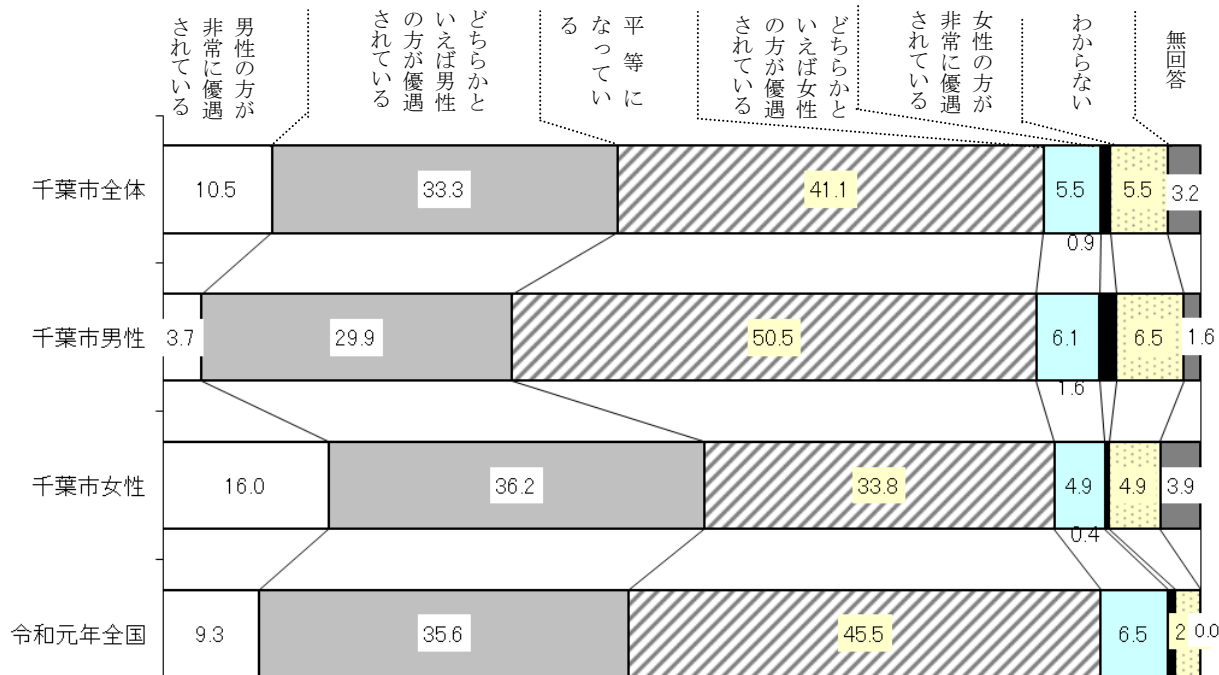 男性の方が
非常に優遇
されている
どちらかと
いえば男性
の方が優遇
されている
平等に
なってい
る
どちらかと
いえば女性
の方が優遇
されている
女性の方が
非常に優遇
されている
わからない
無回答
千葉市全体
10.5
33.3
41.1
5.5
0.9
5.5
3.2
千葉市男性
3.7
29.9
50.5
6.1
1.6
6.5
1.6
千葉市女性
16.0
36.2
33.8
4.9
0.4
4.9
3.9
令和元年全国
9.3
35.6
45.5
6.5
2
0.0